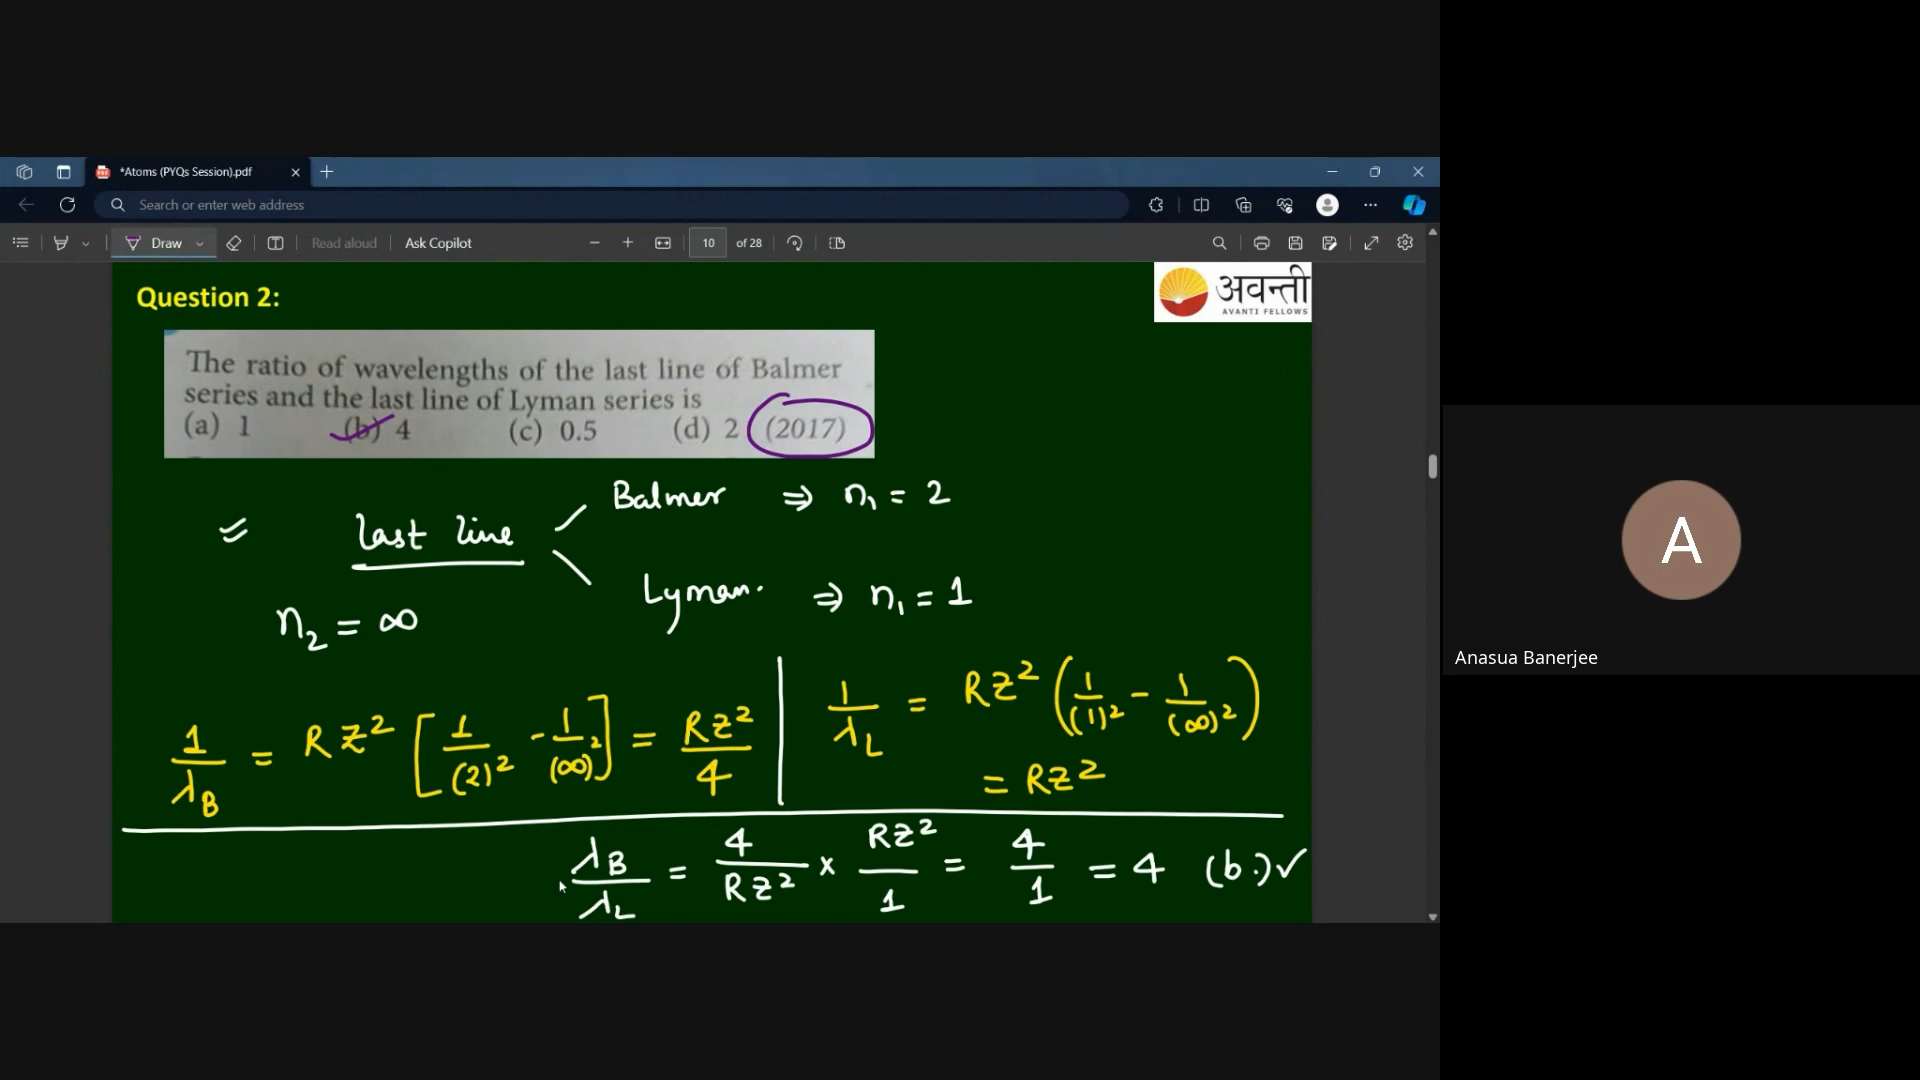 *Atoms (PYQs Session).pdf
Search or enter web address
Draw
Read aloud
Ask Copilot
10 of 28
Question 2:
अवन्ती
AVANTI FELLOWS
The ratio of wavelengths of the last line of Balmer
series and the last line of Lyman series is
(a) 1 (b) 4 (c) 0.5 (d) 2 (2017)
last line
Balmer ⇒ n₁ = 2
Lyman. ⇒ n₁ = 1
n₂ = ∞
1/λB = RZ² [1/(2)² - 1/(∞)²] = RZ²/4
1/λL = RZ² (1/(1)² - 1/(∞)²)
= RZ²
λB/λL = 4/RZ² × RZ²/1 = 4/1 = 4 (b.) ✓
A
Anasua Banerjee